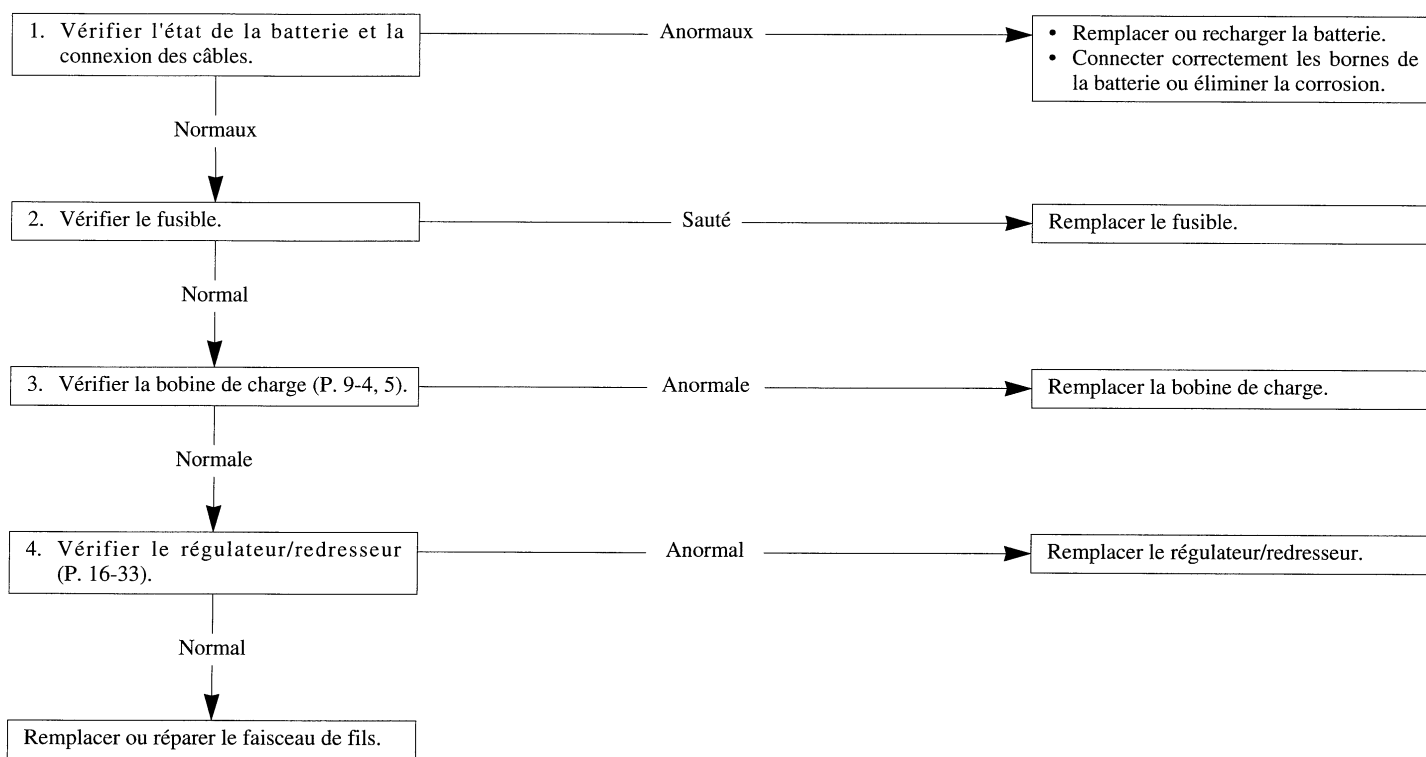 1. Vérifier l'état de la batterie et la
connexion des câbles.
Anormaux
• Remplacer ou recharger la batterie.
• Connecter correctement les bornes de
la batterie ou éliminer la corrosion.
Normaux
2. Vérifier le fusible.
Sauté
Remplacer le fusible.
Normal
3. Vérifier la bobine de charge (P. 9-4, 5).
Anormale
Remplacer la bobine de charge.
Normale
4. Vérifier le régulateur/redresseur
(P. 16-33).
Anormal
Remplacer le régulateur/redresseur.
Normal
Remplacer ou réparer le faisceau de fils.